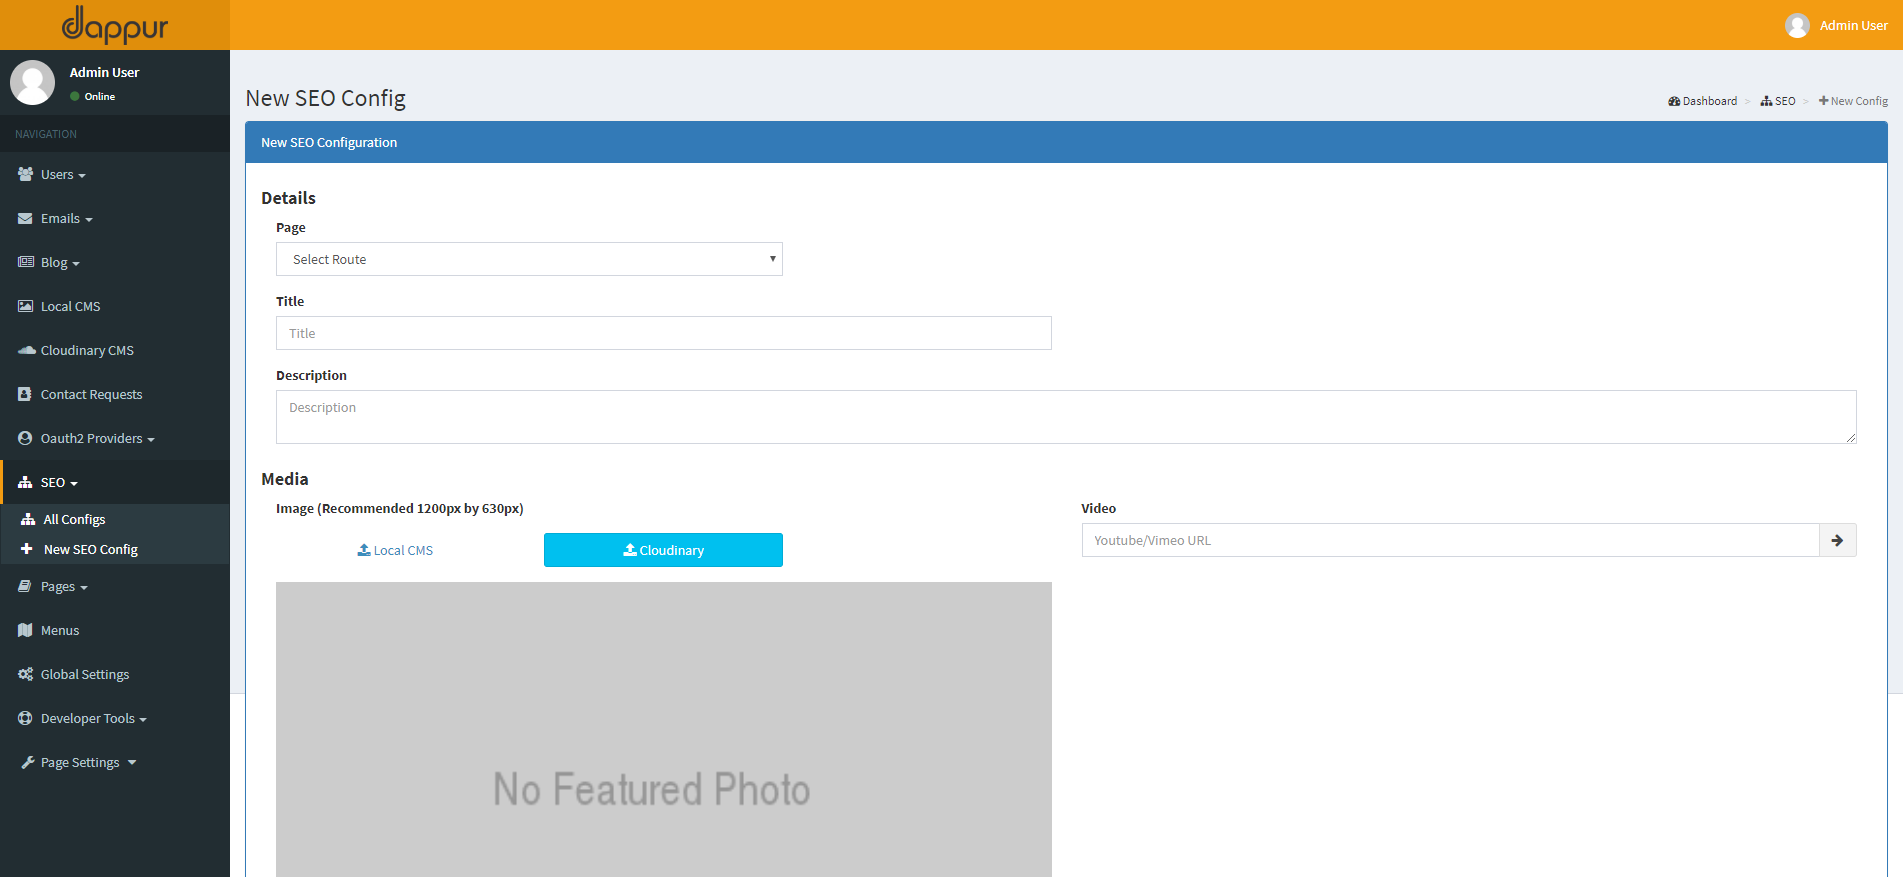 dappur
Admin User
Admin User
Online
NAVIGATION
Users
Emails
Blog
Local CMS
Cloudinary CMS
Contact Requests
Oauth2 Providers
SEO
All Configs
New SEO Config
Pages
Menus
Global Settings
Developer Tools
Page Settings
New SEO Config
Dashboard > SEO > New Config
New SEO Configuration
Details
Page
Select Route
Title
Title
Description
Description
Media
Image (Recommended 1200px by 630px)
Local CMS
Cloudinary
No Featured Photo
Video
Youtube/Vimeo URL